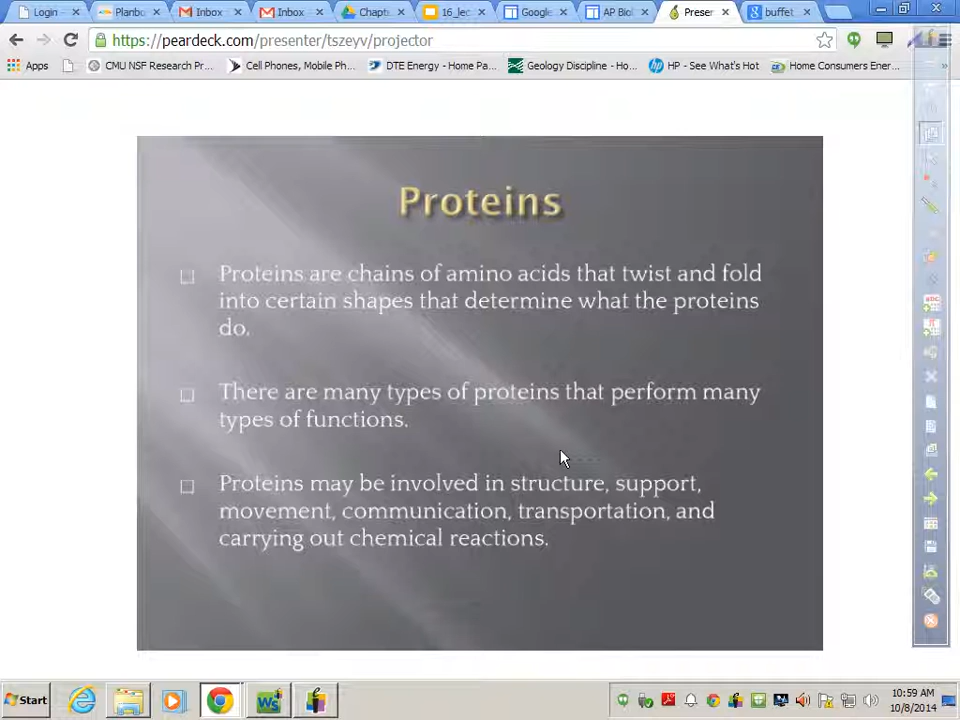 Login
Planbo
Inbox
Inbox
Chapt
16_lec
Google
AP Bio
Preser
buffet
https://peardeck.com/presenter/tszeyv/projector
Apps
CMU NSF Research Pr...
Cell Phones, Mobile Ph...
DTE Energy - Home Pa...
Geology Discipline - Ho...
HP - See What's Hot
Home Consumers Ener...
Proteins
Proteins are chains of amino acids that twist and fold
into certain shapes that determine what the proteins
do.
There are many types of proteins that perform many
types of functions.
Proteins may be involved in structure, support,
movement, communication, transportation, and
carrying out chemical reactions.
Start
10:59 AM
10/8/2014